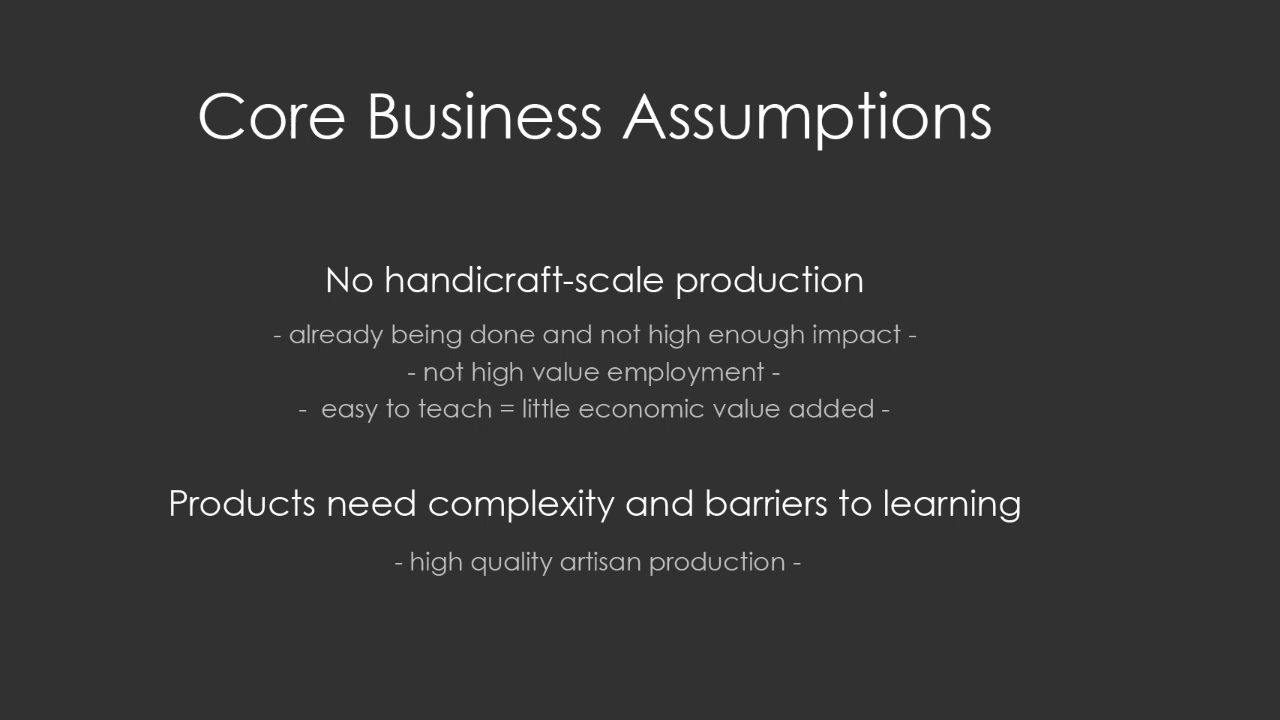 Core Business Assumptions
No handicraft-scale production
- already being done and not high enough impact -
- not high value employment -
- easy to teach = little economic value added -
Products need complexity and barriers to learning
- high quality artisan production -